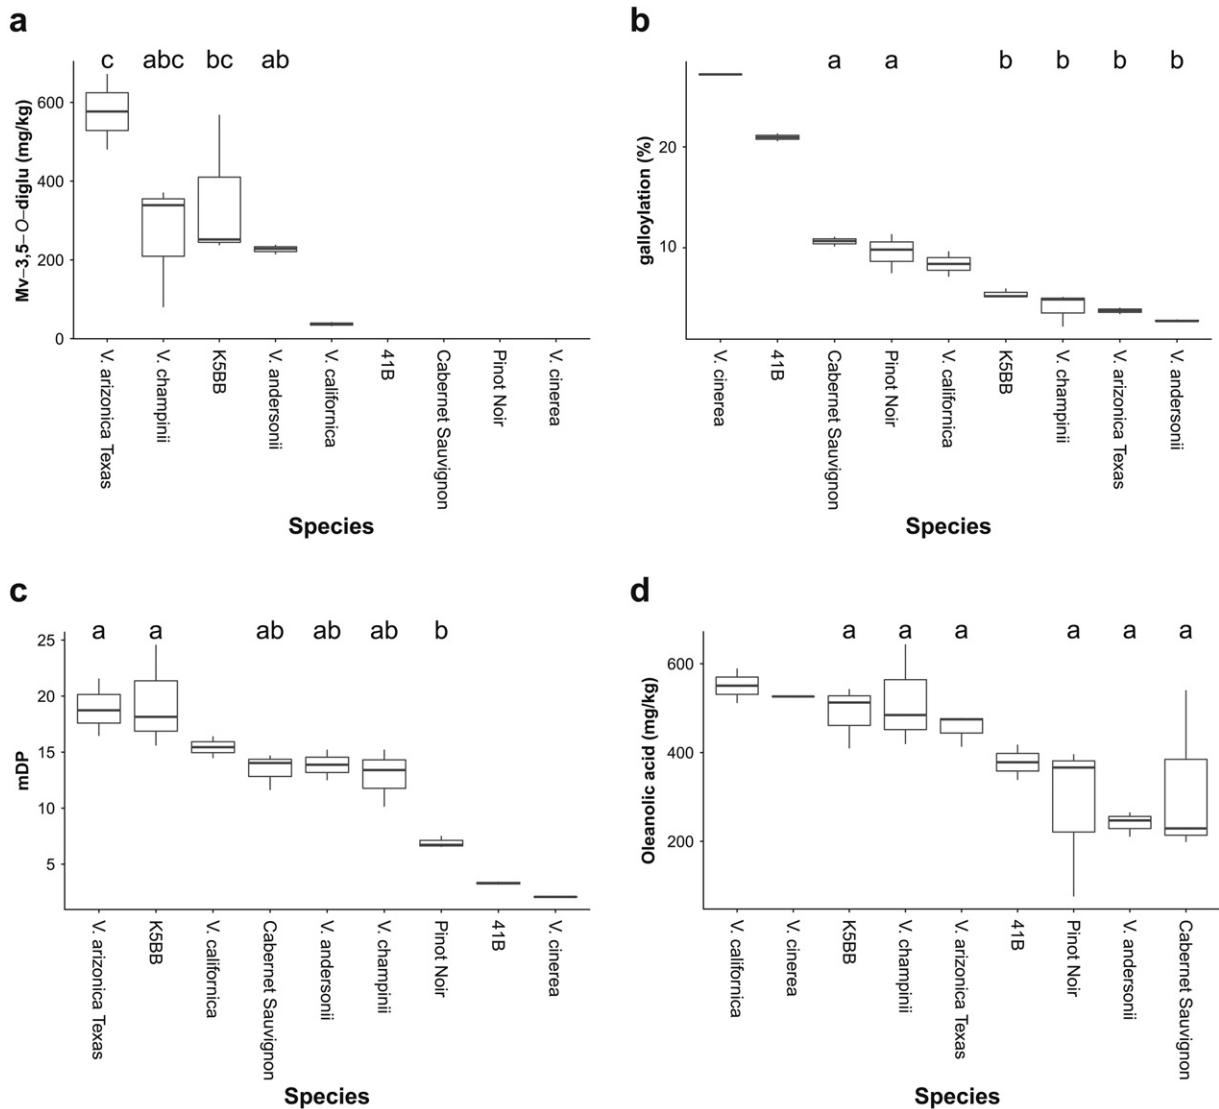 a
c abc bc ab
Mv−3,5−O−diglu (mg/kg)
600
400
200
0
V. arizonica Texas
V. champinii
K5BB
V. andersonii
V. californica
41B
Cabernet Sauvignon
Pinot Noir
V. cinerea
Species
b
a a b b b b
galloylation (%)
20
10
V. cinerea
41B
Cabernet Sauvignon
Pinot Noir
V. californica
K5BB
V. champinii
V. arizonica Texas
V. andersonii
Species
c
a a ab ab ab b
mDP
25
20
15
10
5
V. arizonica Texas
K5BB
V. californica
Cabernet Sauvignon
V. andersonii
V. champinii
Pinot Noir
41B
V. cinerea
Species
d
a a a a a a
Oleanolic acid (mg/kg)
600
400
200
V. californica
V. cinerea
K5BB
V. champinii
V. arizonica Texas
41B
Pinot Noir
V. andersonii
Cabernet Sauvignon
Species